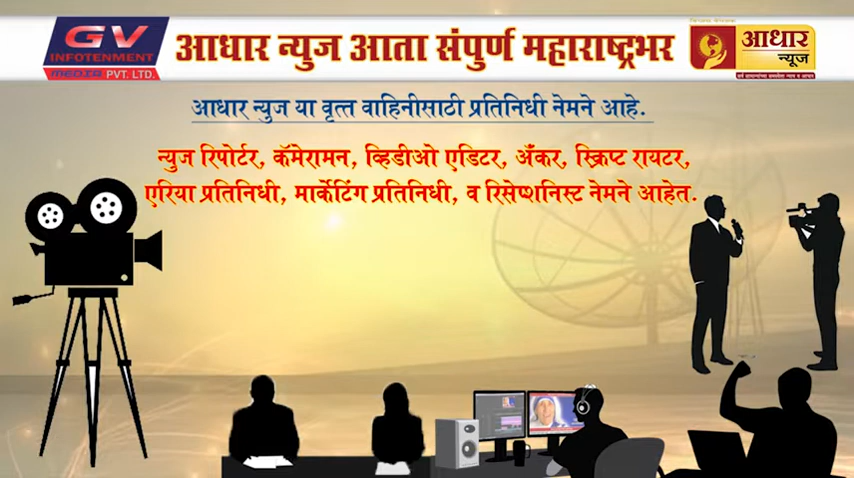 GV
INFOTENMENT
MEDIA PVT. LTD.
आधार न्युज आता संपुर्ण महाराष्ट्रभर
आधार
न्यूज
आधार न्युज या वृत्त वाहिनीसाठी प्रतिनिधी नेमने आहे.
न्युज रिपोर्टर, कॅमेरामन, व्हिडीओ एडिटर, अँकर, स्क्रिप्ट रायटर,
एरिया प्रतिनिधी, मार्केटिंग प्रतिनिधी, व रिसेप्शनिस्ट नेमने आहेत.